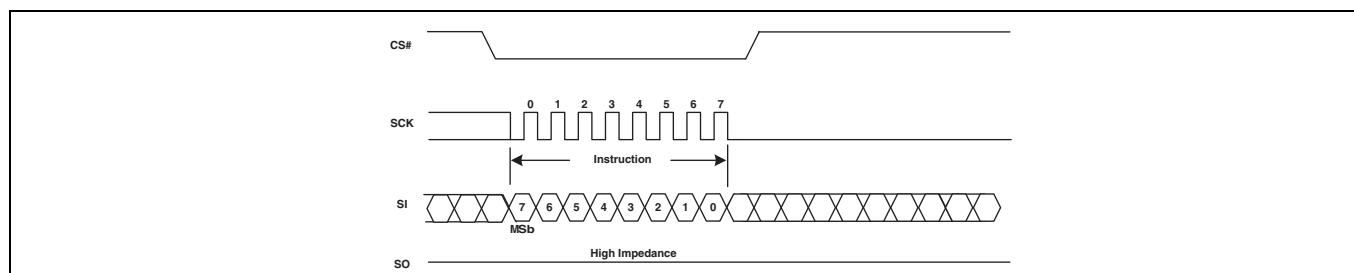 CS#
0 1 2 3 4 5 6 7
SCK
Instruction
SI
7 6 5 4 3 2 1 0
MSb
High Impedance
SO